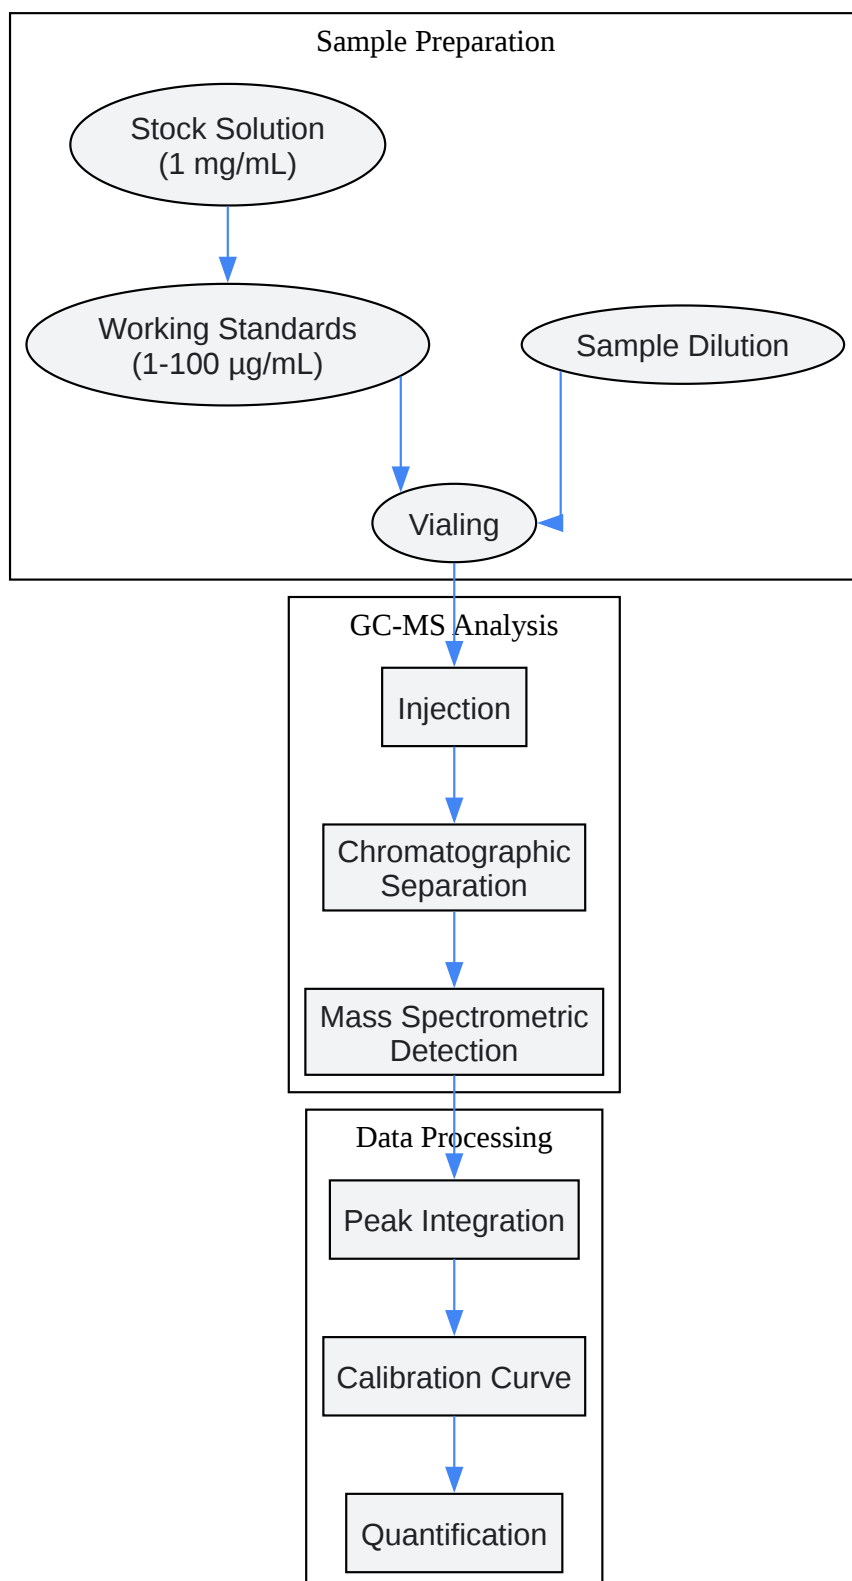 Sample Preparation
Stock Solution
(1 mg/mL)
Working Standards
(1-100 µg/mL)
Sample Dilution
Vialing
GC-MS Analysis
Injection
Chromatographic
Separation
Mass Spectrometric
Detection
Data Processing
Peak Integration
Calibration Curve
Quantification